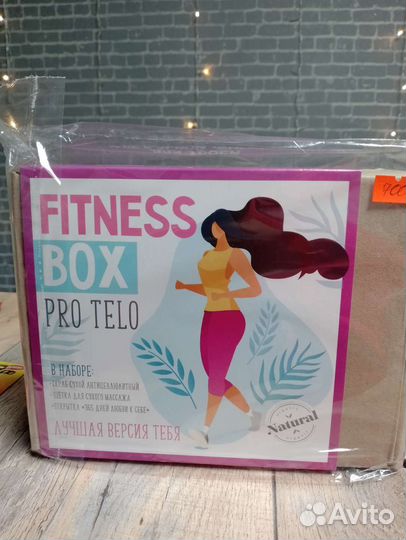 FITNESS
BOX
PRO TELO
В НАБОРЕ:
-СКРАБ СУХОЙ АНТИЦЕЛЛЮЛИТНЫЙ
-ЩЕТКА ДЛЯ СУХОГО МАССАЖА
-ОТКРЫТКА «365 ДНЕЙ ЛЮБВИ К СЕБЕ»
ЛУЧШАЯ ВЕРСИЯ ТЕБЯ
Natural
Avito